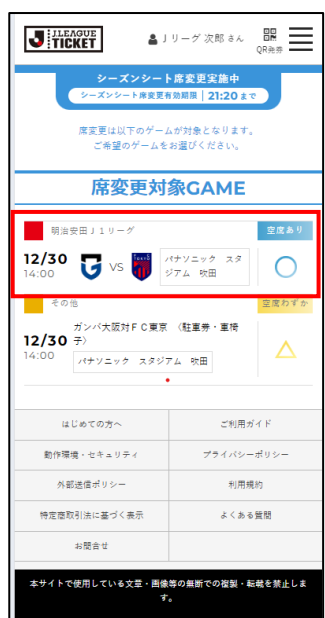 J.LEAGUE
TICKET
Jリーグ 次郎 さん
QR発券
シーズンシート席変更実施中
シーズンシート席変更有効期限 | 21:20 まで
席変更は以下のゲームが対象となります。
ご希望のゲームをお選びください。
席変更対象GAME
明治安田J1リーグ
空席あり
12/30
14:00
VS
パナソニック スタ
ジアム 吹田
その他
空席わずか
ガンバ大阪対FC東京 〈駐車券・車椅
子〉
12/30
14:00
パナソニック スタジアム 吹田
はじめての方へ
ご利用ガイド
動作環境・セキュリティ
プライバシーポリシー
外部送信ポリシー
利用規約
特定商取引法に基づく表示
よくある質問
お問合せ
本サイトで使用している文章・画像等の無断での複製・転載を禁止しま
す。